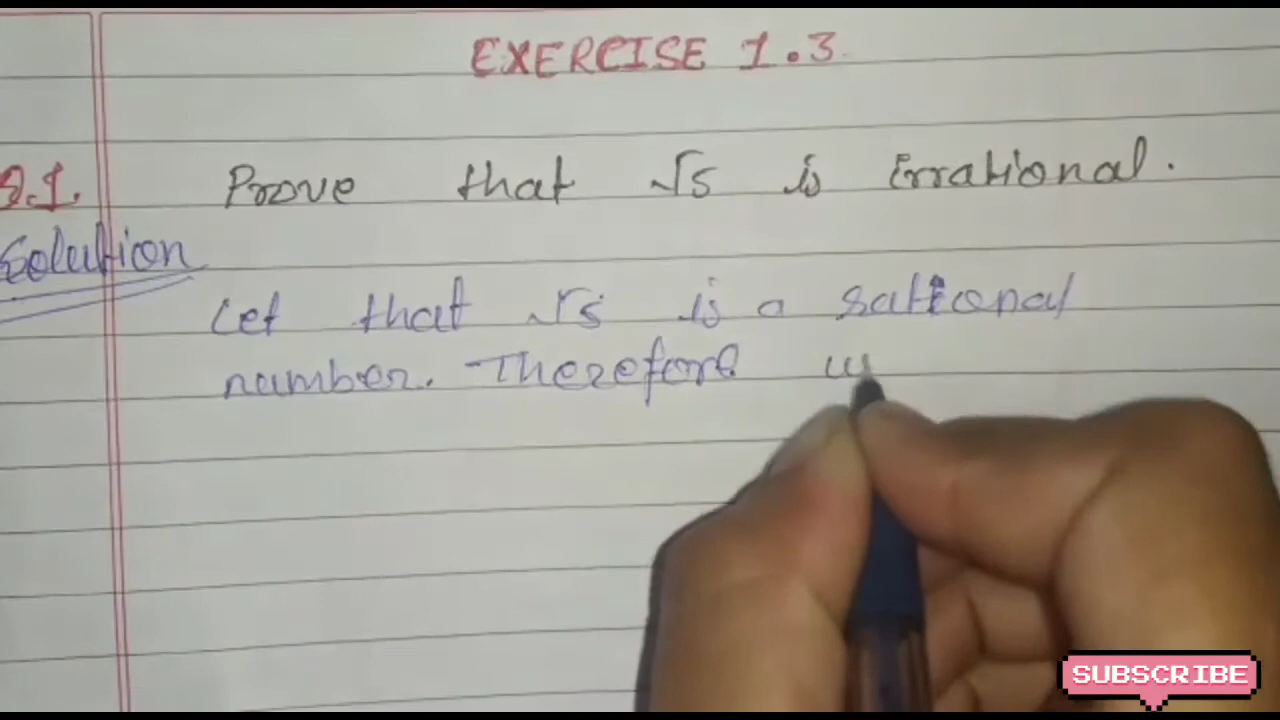 EXERCISE 1.3
Q.1. Prove that √5 is irrational.
Solution
Let that √5 is a rational
number. Therefore w
SUBSCRIBE